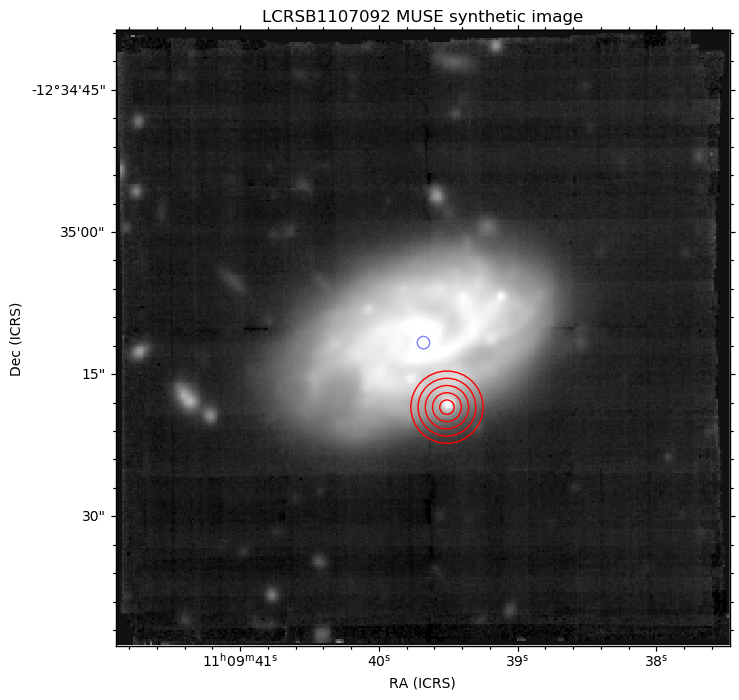 LCRSB1107092 MUSE synthetic image
-12°34'45"
35'00"
15"
30"
Dec (ICRS)
11ʰ09ᵐ41ˢ 40ˢ 39ˢ 38ˢ
RA (ICRS)